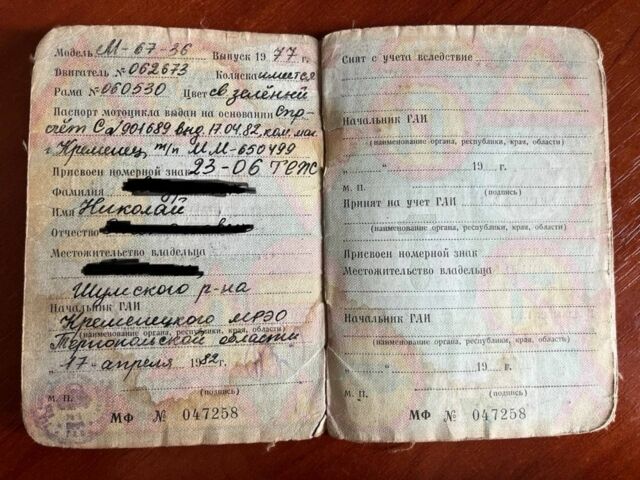 Модель М-67-36 Выпуск 1977 г.
Двигатель № 062673 Коляска имеется
Рама № 060530 Цвет св зелёный
Паспорт мотоцикла выдан на основании спр-
счёт Са № 901689 выд. 17.04.82, ком. маг.
г. Кременец т/п ММ-650499
Присвоен номерной знак 23-06 ТЕЖ
Фамилия
Имя Николай
Отчество
Местожительство владельца
Шумского р-на
Начальник ГАИ
Кременецкого МРЭО
(наименование органа, республики, края, области)
Тернопольской области
„17" апреля 1982 г.
(подпись)
М. П.
МФ № 047258
Снят с учета вследствие
Начальник ГАИ
(наименование органа, республики, края, области)
„ " 19 г.
М. П. (подпись)
Принят на учет ГАИ
(наименование органа, республики, края, области)
Присвоен номерной знак
Местожительство владельца
Начальник ГАИ
(наименование органа, республики, края, области)
„ " 19 г.
М. П. (подпись)
МФ № 047258